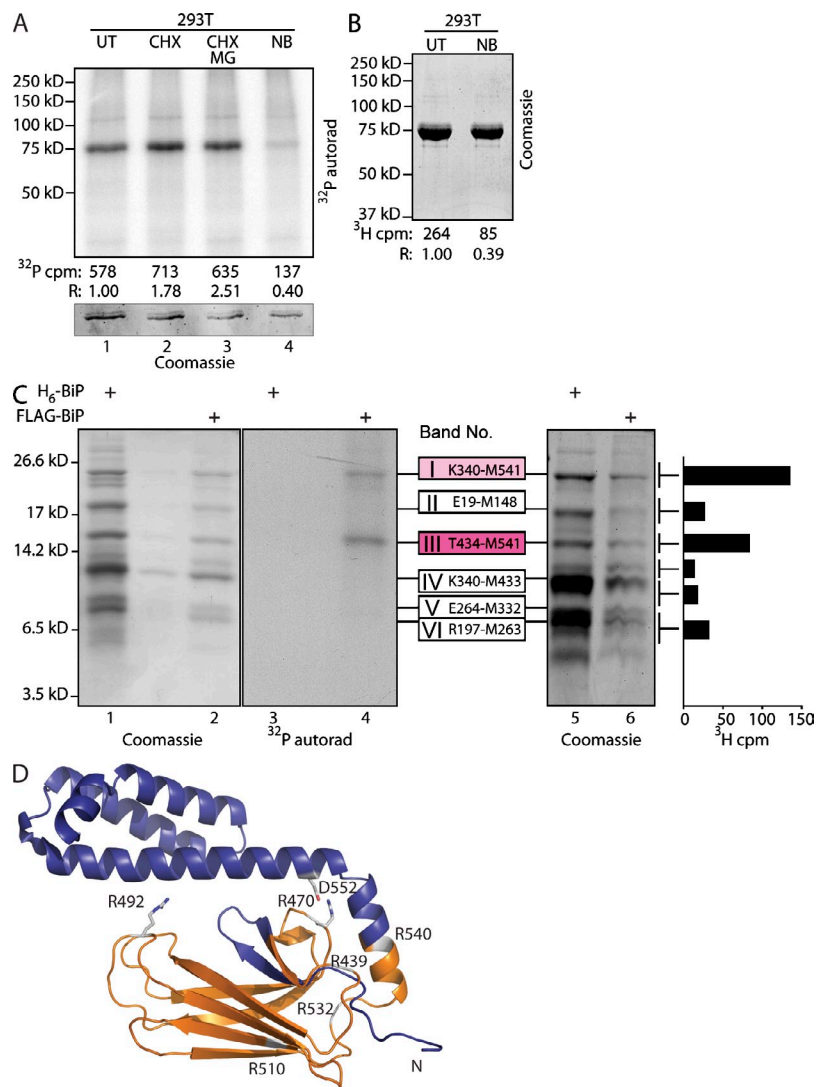 A
293T
UT CHX CHX MG NB
250 kD
150 kD
100 kD
75 kD
50 kD
32P autorad
32P cpm: 578 713 635 137
R: 1.00 1.78 2.51 0.40
1 2 3 4
Coomassie
B
293T
UT NB
250 kD
150 kD
100 kD
75 kD
50 kD
37 kD
Coomassie
3H cpm: 264 85
R: 1.00 0.39
C
H6-BiP + + +
FLAG-BiP + + +
Band No.
26.6 kD
17 kD
14.2 kD
6.5 kD
3.5 kD
I K340-M541
II E19-M148
III T434-M541
IV K340-M433
V E264-M332
VI R197-M263
1 2 3 4 5 6
Coomassie 32P autorad Coomassie
0 50 100 150
3H cpm
D
D552
R492 R470
R540
R439
R532
N
R510